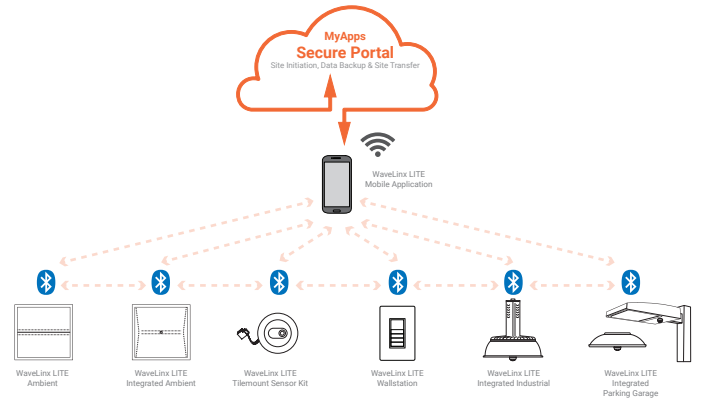 MyApps
Secure Portal
Site Initiation, Data Backup & Site Transfer
WaveLinx LITE
Mobile Application
WaveLinx LITE
Ambient
WaveLinx LITE
Integrated Ambient
WaveLinx LITE
Tilemount Sensor Kit
WaveLinx LITE
Wallstation
WaveLinx LITE
Integrated Industrial
WaveLinx LITE
Integrated
Parking Garage